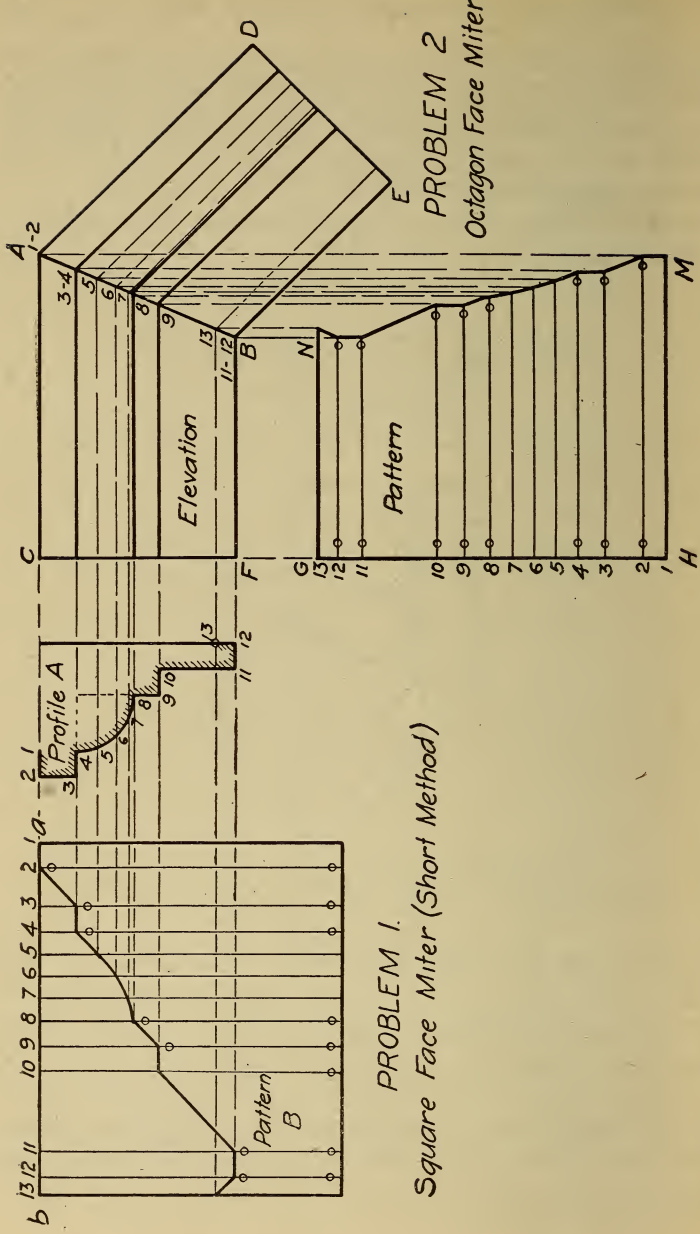 D
PROBLEM 2
Octagon Face Miter
E
A
1-2
3-4
5
6
7
8
9
13
11-12
B
C
Elevation
F
N
M
Pattern
G
13
12
11
10
9
8
7
6
5
4
3
2
1
H
Profile A
1
2
3
4
5
6
7
8
9
10
11
12
13
a
1
2
3
4
5
6
7
8
9
10
11
12
13
b
Pattern
B
PROBLEM 1.
Square Face Miter (Short Method)